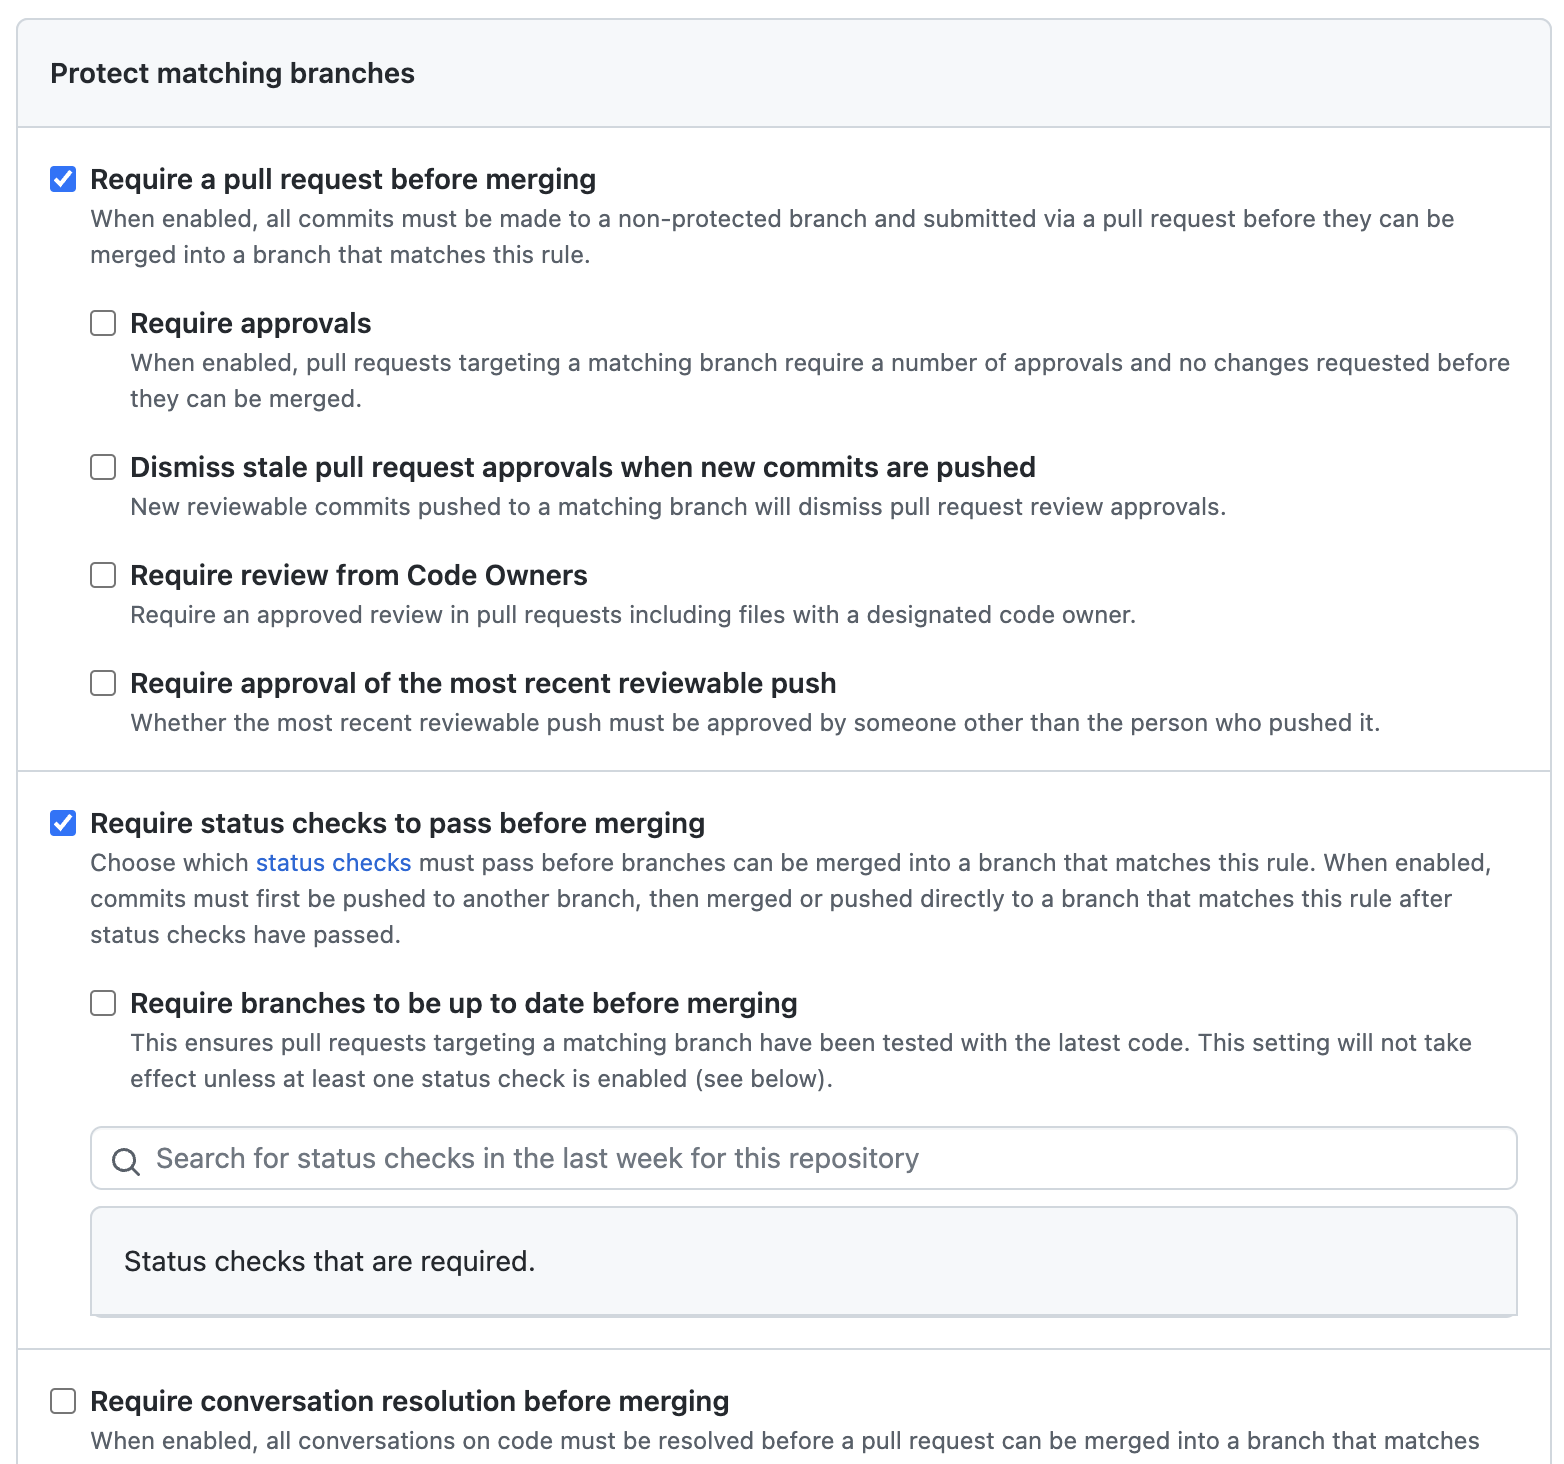 Protect matching branches
Require a pull request before merging
When enabled, all commits must be made to a non-protected branch and submitted via a pull request before they can be
merged into a branch that matches this rule.
Require approvals
When enabled, pull requests targeting a matching branch require a number of approvals and no changes requested before
they can be merged.
Dismiss stale pull request approvals when new commits are pushed
New reviewable commits pushed to a matching branch will dismiss pull request review approvals.
Require review from Code Owners
Require an approved review in pull requests including files with a designated code owner.
Require approval of the most recent reviewable push
Whether the most recent reviewable push must be approved by someone other than the person who pushed it.
Require status checks to pass before merging
Choose which status checks must pass before branches can be merged into a branch that matches this rule. When enabled,
commits must first be pushed to another branch, then merged or pushed directly to a branch that matches this rule after
status checks have passed.
Require branches to be up to date before merging
This ensures pull requests targeting a matching branch have been tested with the latest code. This setting will not take
effect unless at least one status check is enabled (see below).
Search for status checks in the last week for this repository
Status checks that are required.
Require conversation resolution before merging
When enabled, all conversations on code must be resolved before a pull request can be merged into a branch that matches